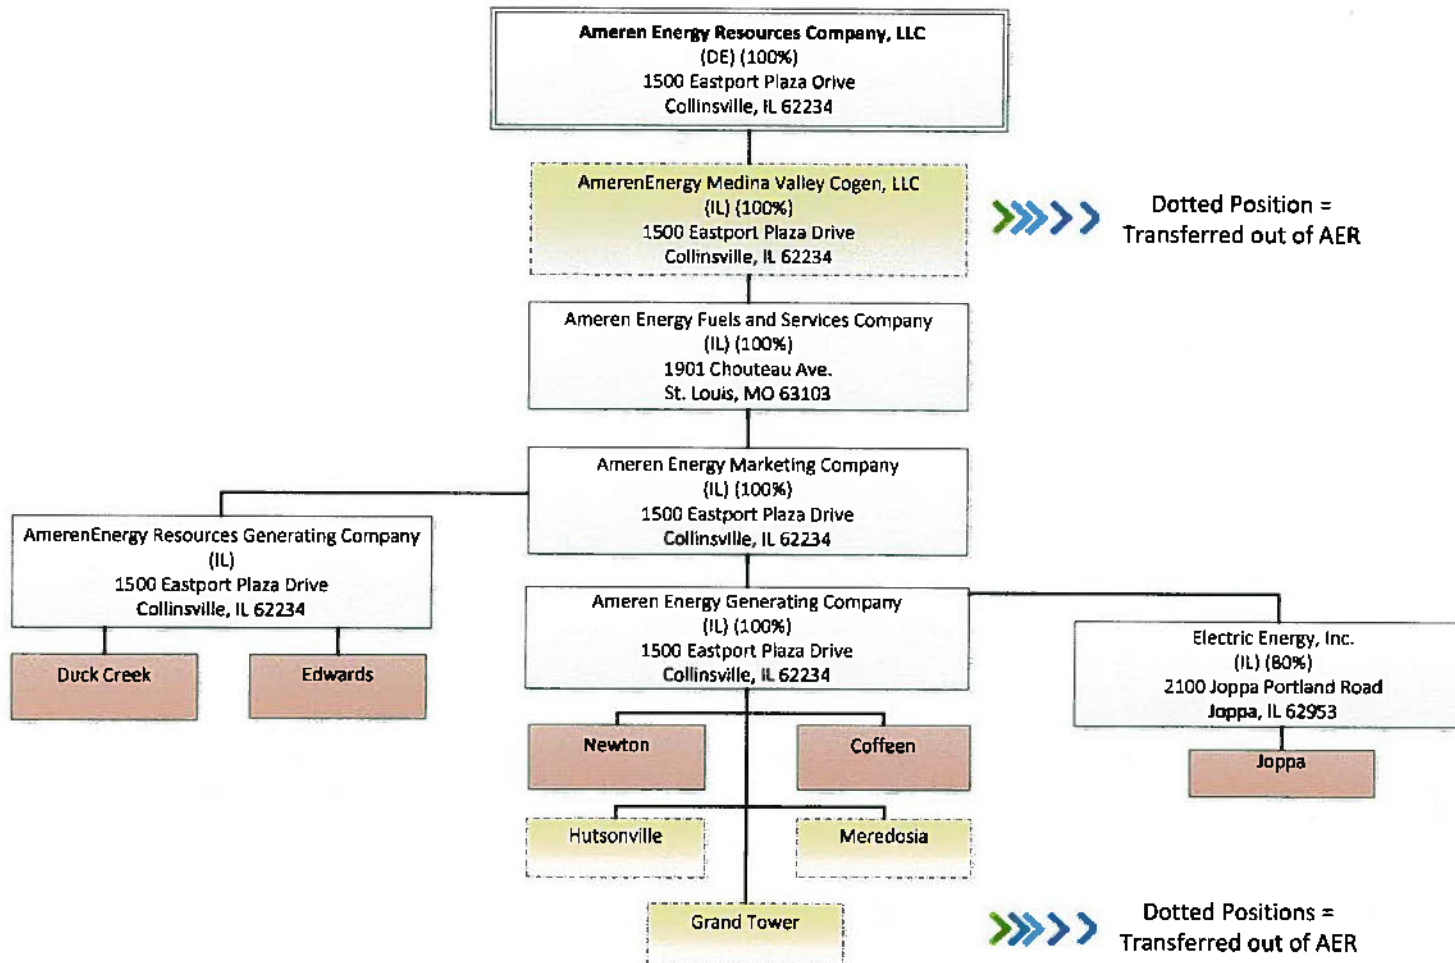 Ameren Energy Resources Company, LLC
(DE) (100%)
1500 Eastport Plaza Drive
Collinsville, IL 62234
AmerenEnergy Medina Valley Cogen, LLC
(IL) (100%)
1500 Eastport Plaza Drive
Collinsville, IL 62234
Dotted Position =
Transferred out of AER
Ameren Energy Fuels and Services Company
(IL) (100%)
1901 Chouteau Ave.
St. Louis, MO 63103
Ameren Energy Marketing Company
(IL) (100%)
1500 Eastport Plaza Drive
Collinsville, IL 62234
AmerenEnergy Resources Generating Company
(IL)
1500 Eastport Plaza Drive
Collinsville, IL 62234
Ameren Energy Generating Company
(IL) (100%)
1500 Eastport Plaza Drive
Collinsville, IL 62234
Electric Energy, Inc.
(IL) (80%)
2100 Joppa Portland Road
Joppa, IL 62953
Duck Creek
Edwards
Newton
Coffeen
Joppa
Hutsonville
Meredosia
Grand Tower
Dotted Positions =
Transferred out of AER